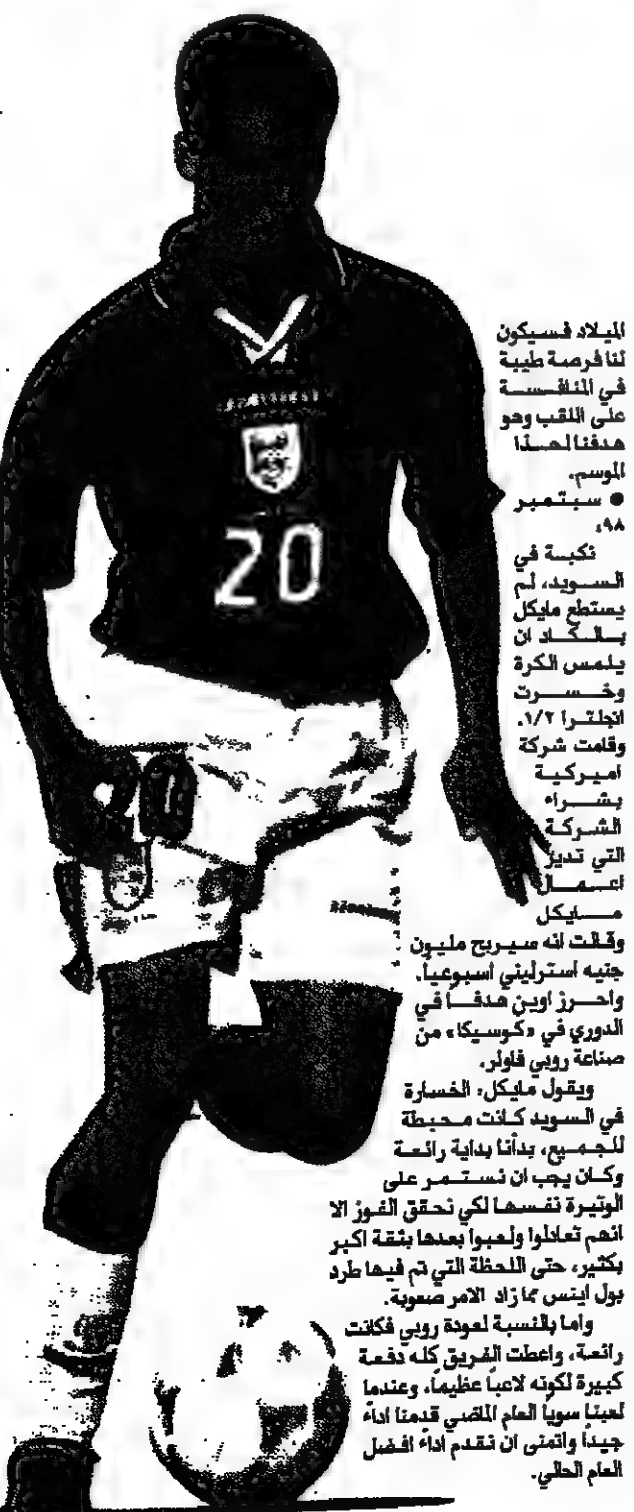 الميلاد فسيكون
لنا فرصة طيبة
في المنافسة
على اللقب وهو
هدفنا لهذا
الموسم.
● سبتمبر
٩٨،
نكبة في
السويد، لم
يستطع مايكل
بالكاد ان
يلمس الكرة
وخسرت
انجلترا ١/٢.
وقامت شركة
اميركية
بشراء
الشركة
التي تدير
اعمال
مايكل
وقالت انه سيربح مليون
جنيه استرليني اسبوعياً.
واحرز اوين هدفاً في
الدوري في «كوسيكا» من
صناعة روبي فاولر.
ويقول مايكل: الخسارة
في السويد كانت محبطة
للجميع، بدأنا بداية رائعة
وكان يجب ان نستمر على
الوتيرة نفسها لكي نحقق الفوز الا
انهم تعادلوا ولعبوا بعدها بثقة اكبر
بكثير، حتى اللحظة التي تم فيها طرد
بول اينس مما زاد الامر صعوبة.
واما بالنسبة لعودة روبي فكانت
رائعة، واعطت الفريق كله دفعة
كبيرة لكونه لاعباً عظيماً، وعندما
لعبنا سوياً العام الماضي قدمنا اداءً
جيداً واتمنى ان نقدم اداءً افضل
العام الحالي.
20
20